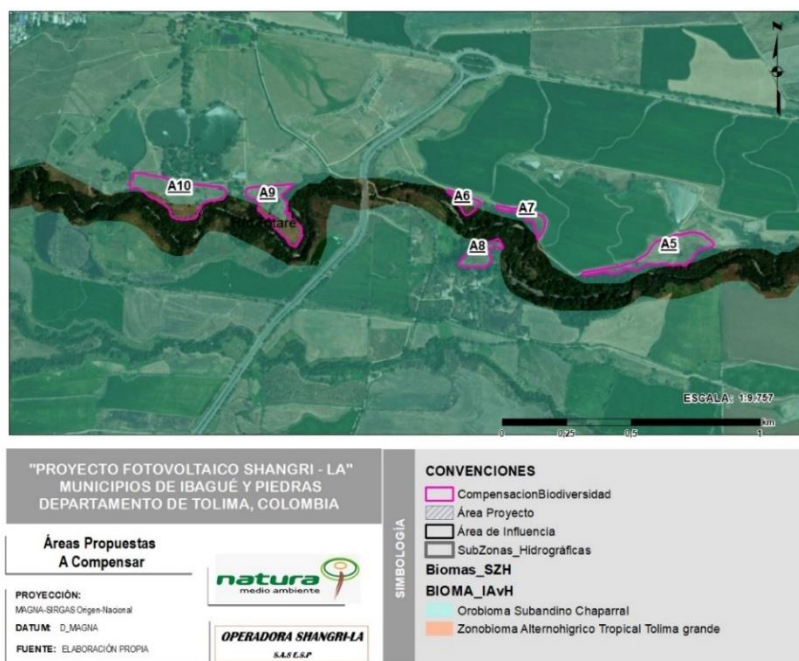 N
A10
A9
A6
A7
A8
A5
ESCALA: 1:9.757
km
0
0,25
0,5
1
"PROYECTO FOTOVOLTAICO SHANGRI - LA"
MUNICIPIOS DE IBAGUÉ Y PIEDRAS
DEPARTAMENTO DE TOLIMA, COLOMBIA
Áreas Propuestas
A Compensar
PROYECCIÓN:
MAGNA-SIRGAS Origen-Nacional
DATUM: D_MAGNA
FUENTE: ELABORACIÓN PROPIA
natura
medio ambiente
OPERADORA SHANGRI-LA
S.A.S E.S.P
SIMBOLOGÍA
CONVENCIONES
CompensacionBiodiversidad
Área Proyecto
Área de Influencia
SubZonas_Hidrográficas
Biomas_SZH
BIOMA_IAvH
Orobioma Subandino Chaparral
Zonobioma Alternohigrico Tropical Tolima grande